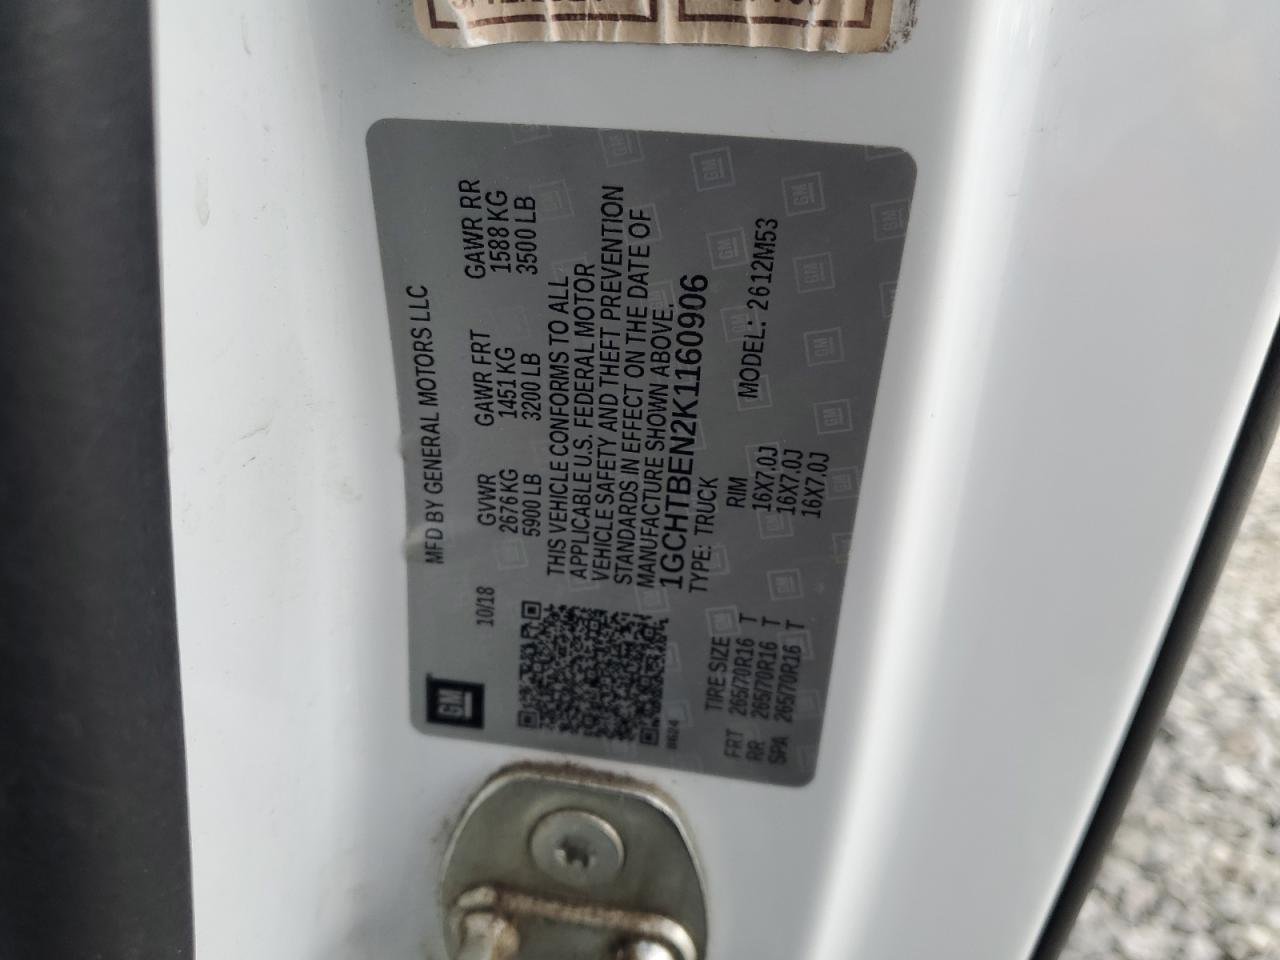 GM
10/18
MFD BY GENERAL MOTORS LLC
GVWR GAWR FRT GAWR RR
2676 KG 1451 KG 1588 KG
5900 LB 3200 LB 3500 LB
THIS VEHICLE CONFORMS TO ALL
APPLICABLE U.S. FEDERAL MOTOR
VEHICLE SAFETY AND THEFT PREVENTION
STANDARDS IN EFFECT ON THE DATE OF
MANUFACTURE SHOWN ABOVE.
1GCHTBEN2K1160906
TYPE: TRUCK MODEL: 2612M53
8624
TIRE SIZE RIM
FRT 265/70R16 T 16X7.0J
RR 265/70R16 T 16X7.0J
SPA 265/70R16 T 16X7.0J